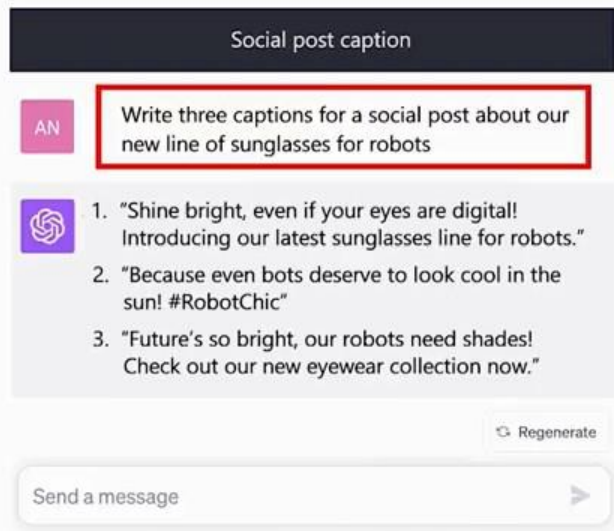 Social post caption
AN
Write three captions for a social post about our
new line of sunglasses for robots
1. “Shine bright, even if your eyes are digital!
Introducing our latest sunglasses line for robots.”
2. “Because even bots deserve to look cool in the
sun! #RobotChic”
3. “Future’s so bright, our robots need shades!
Check out our new eyewear collection now.”
Regenerate
Send a message